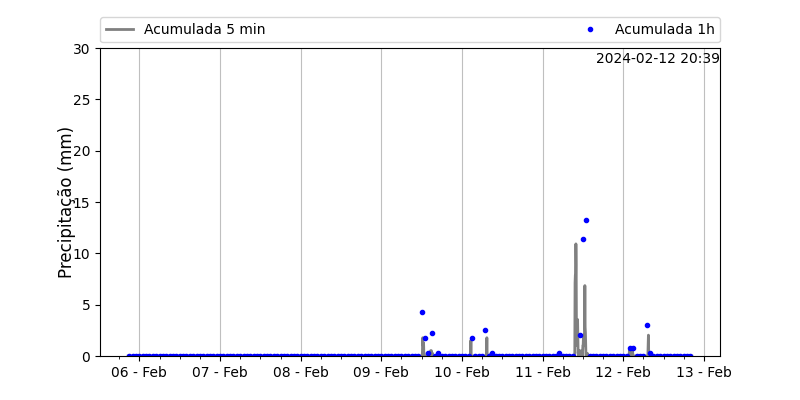 Acumulada 5 min
Acumulada 1h
2024-02-12 20:39
Precipitação (mm)
30
25
20
15
10
5
0
06 - Feb
07 - Feb
08 - Feb
09 - Feb
10 - Feb
11 - Feb
12 - Feb
13 - Feb